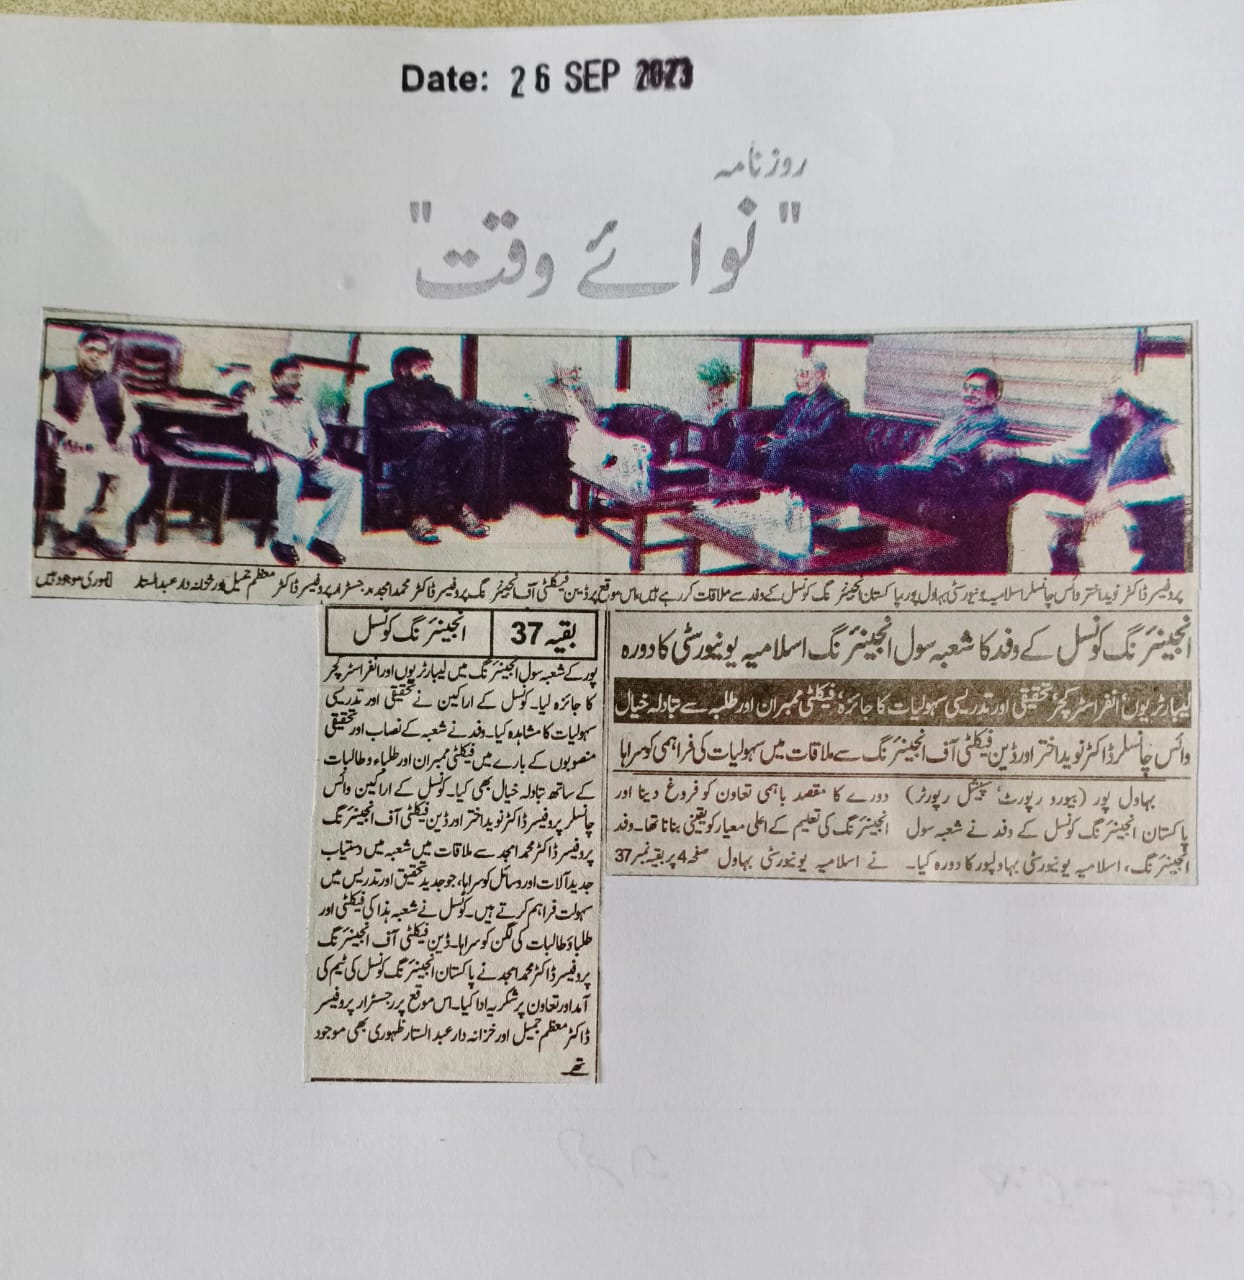 Date: 26 SEP 2023
روزنامہ
"نوائے وقت"
پروفیسر ڈاکٹر نوید اختر وائس چانسلر اسلامیہ یونیورسٹی بہاول پور پاکستان انجینئرنگ کونسل کے وفد سے ملاقات کر رہے ہیں، اس موقع پر ڈین فیکلٹی آف انجینئرنگ پروفیسر ڈاکٹر محمد امجد، رجسٹرار پروفیسر ڈاکٹر معظم جمیل اور خزانہ دار عبدالستار ظہوری موجود ہیں
انجینئرنگ کونسل کے وفد کا شعبہ سول انجینئرنگ اسلامیہ یونیورسٹی کا دورہ
لیبارٹریوں، انفراسٹرکچر، تحقیقی اور تدریسی سہولیات کا جائزہ، فیکلٹی ممبران اور طلبہ سے تبادلہ خیال
وائس چانسلر ڈاکٹر نوید اختر اور ڈین فیکلٹی آف انجینئرنگ سے ملاقات میں سہولیات کی فراہمی کو سراہا
بہاول پور (بیورو رپورٹ، سپیشل رپورٹر)
پاکستان انجینئرنگ کونسل کے وفد نے شعبہ سول
انجینئرنگ، اسلامیہ یونیورسٹی بہاولپور کا دورہ کیا۔
دورے کا مقصد باہمی تعاون کو فروغ دینا اور
انجینئرنگ کی تعلیم کے اعلی معیار کو یقینی بنانا تھا۔ وفد
نے اسلامیہ یونیورسٹی بہاول صفحہ 4 پر بقیہ نمبر 37
بقیہ 37 انجینئرنگ کونسل
پور کے شعبہ سول انجینئرنگ میں لیبارٹریوں اور انفراسٹرکچر
کا جائزہ لیا۔ کونسل کے اراکین نے تحقیقی اور تدریسی
سہولیات کا مشاہدہ کیا۔ وفد نے شعبہ کے نصاب اور تحقیقی
منصوبوں کے بارے میں فیکلٹی ممبران اور طلباء و طالبات
کے ساتھ تبادلہ خیال بھی کیا۔ کونسل کے اراکین وائس
چانسلر پروفیسر ڈاکٹر نوید اختر اور ڈین فیکلٹی آف انجینئرنگ
پروفیسر ڈاکٹر محمد امجد سے ملاقات میں شعبہ میں دستیاب
جدید آلات اور وسائل کو سراہا، جو جدید تحقیق اور تدریس میں
سہولت فراہم کرتے ہیں۔ کونسل نے شعبہ ہذا کی فیکلٹی اور
طلباؤ طالبات کی لگن کو سراہا۔ ڈین فیکلٹی آف انجینئرنگ
پروفیسر ڈاکٹر محمد امجد نے پاکستان انجینئرنگ کونسل کی ٹیم کی
آمد اور تعاون پر شکریہ ادا کیا۔ اس موقع پر رجسٹرار پروفیسر
ڈاکٹر معظم جمیل اور خزانہ دار عبدالستار ظہوری بھی موجود
تھے